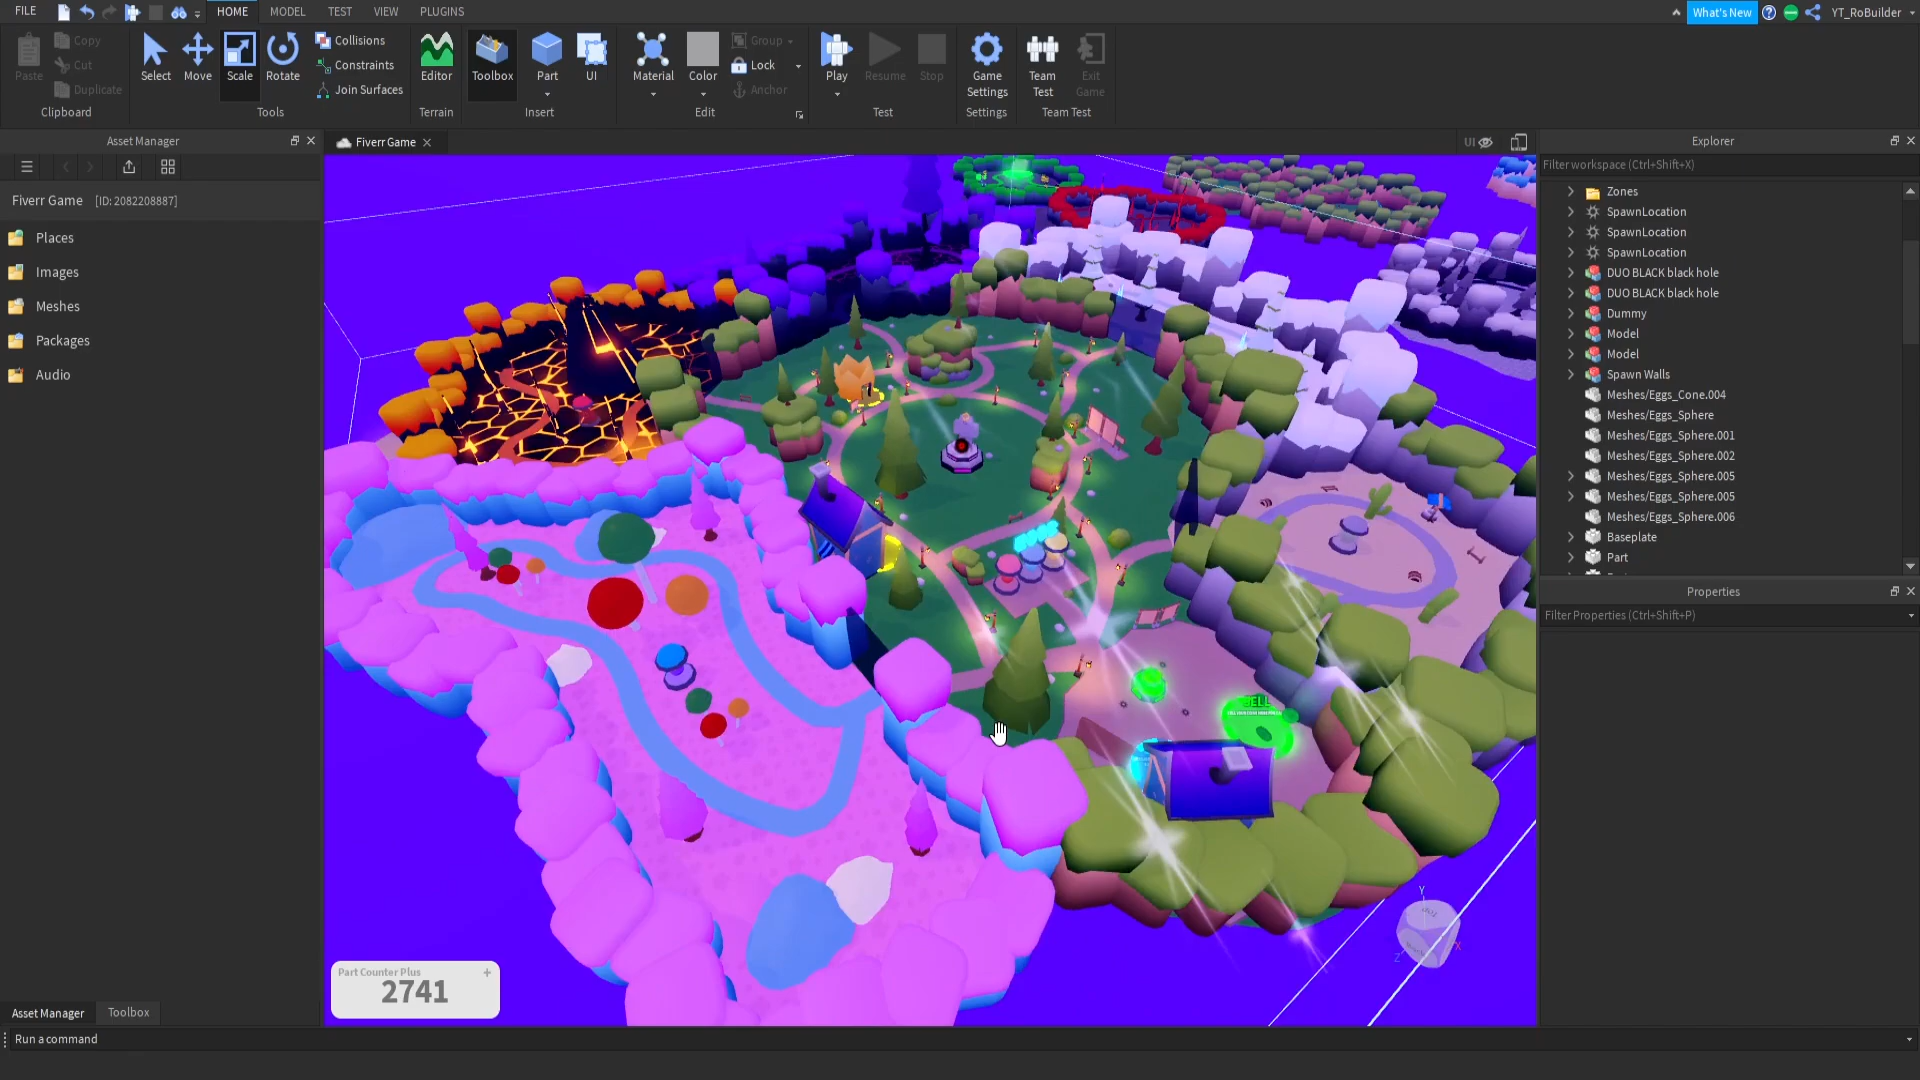 FILE
HOME
MODEL
TEST
VIEW
PLUGINS
What's New
YT_RoBuilder
Paste
Copy
Cut
Duplicate
Clipboard
Select
Move
Scale
Rotate
Collisions
Constraints
Join Surfaces
Tools
Editor
Terrain
Toolbox
Part
UI
Insert
Material
Color
Group
Lock
Anchor
Edit
Play
Resume
Stop
Test
Game
Settings
Settings
Team
Test
Exit
Game
Team Test
Asset Manager
Fiverr Game
UI
Explorer
Filter workspace (Ctrl+Shift+X)
Fiverr Game [ID: 2082208887]
Places
Images
Meshes
Packages
Audio
Zones
SpawnLocation
SpawnLocation
SpawnLocation
DUO BLACK black hole
DUO BLACK black hole
Dummy
Model
Model
Spawn Walls
Meshes/Eggs_Cone.004
Meshes/Eggs_Sphere
Meshes/Eggs_Sphere.001
Meshes/Eggs_Sphere.002
Meshes/Eggs_Sphere.005
Meshes/Eggs_Sphere.005
Meshes/Eggs_Sphere.006
Baseplate
Part
Properties
Filter Properties (Ctrl+Shift+P)
SELL
Y
X
Z
Part Counter Plus +
2741
Asset Manager
Toolbox
Run a command